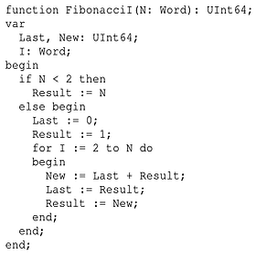 function FibonacciI(N: Word): UInt64;
var
  Last, New: UInt64;
  I: Word;
begin
  if N < 2 then
    Result := N
  else begin
    Last := 0;
    Result := 1;
    for I := 2 to N do
    begin
      New := Last + Result;
      Last := Result;
      Result := New;
    end;
  end;
end;